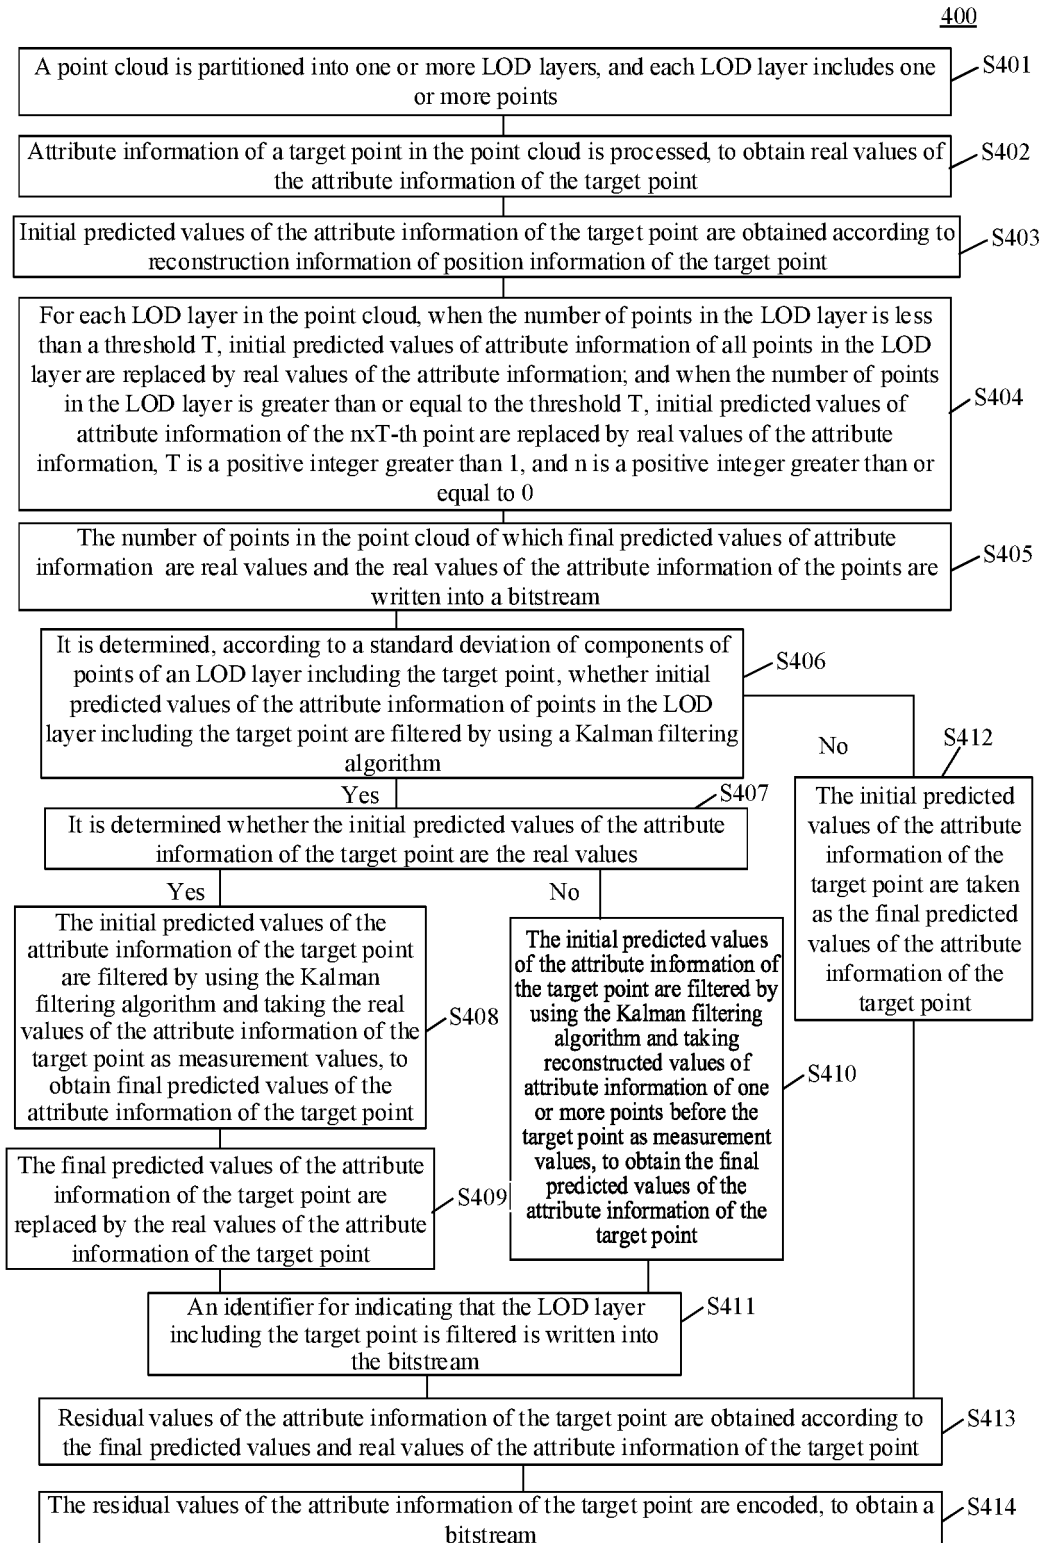 400
A point cloud is partitioned into one or more LOD layers, and each LOD layer includes one
or more points
S401
Attribute information of a target point in the point cloud is processed, to obtain real values of
the attribute information of the target point
S402
Initial predicted values of the attribute information of the target point are obtained according to
reconstruction information of position information of the target point
S403
For each LOD layer in the point cloud, when the number of points in the LOD layer is less
than a threshold T, initial predicted values of attribute information of all points in the LOD
layer are replaced by real values of the attribute information; and when the number of points
in the LOD layer is greater than or equal to the threshold T, initial predicted values of
attribute information of the nxT-th point are replaced by real values of the attribute
information, T is a positive integer greater than 1, and n is a positive integer greater than or
equal to 0
S404
The number of points in the point cloud of which final predicted values of attribute
information are real values and the real values of the attribute information of the points are
written into a bitstream
S405
It is determined, according to a standard deviation of components of
points of an LOD layer including the target point, whether initial
predicted values of the attribute information of points in the LOD
layer including the target point are filtered by using a Kalman filtering
algorithm
S406
No
S412
Yes
S407
It is determined whether the initial predicted values of the attribute
information of the target point are the real values
The initial predicted
values of the attribute
information of the
target point are taken
as the final predicted
values of the attribute
information of the
target point
Yes
No
The initial predicted values of the
attribute information of the target point
are filtered by using the Kalman
filtering algorithm and taking the real
values of the attribute information of the
target point as measurement values, to
obtain final predicted values of the
attribute information of the target point
S408
The initial predicted values
of the attribute information of
the target point are filtered by
using the Kalman filtering
algorithm and taking
reconstructed values of
attribute information of one
or more points before the
target point as measurement
values, to obtain the final
predicted values of the
attribute information of the
target point
S410
The final predicted values of the attribute
information of the target point are
replaced by the real values of the attribute
information of the target point
S409
An identifier for indicating that the LOD layer
including the target point is filtered is written into
the bitstream
S411
Residual values of the attribute information of the target point are obtained according to
the final predicted values and real values of the attribute information of the target point
S413
The residual values of the attribute information of the target point are encoded, to obtain a
bitstream
S414